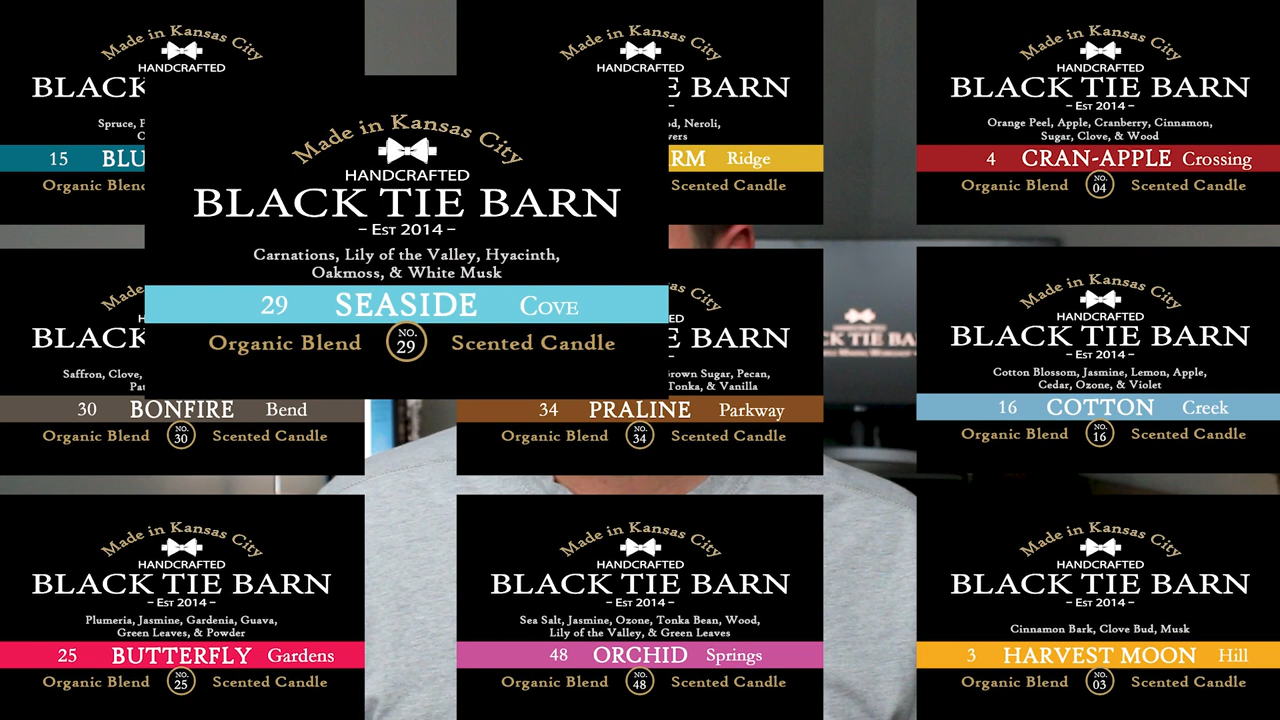 Made in Kansas City
HANDCRAFTED
BLACK
Spruce,
15 BLU
Organic
Made in Kansas City
HANDCRAFTED
BARN
Neroli,
Ridge
Scented Candle
Made in Kansas City
HANDCRAFTED
BLACK TIE BARN
- EST 2014 -
Orange Peel, Apple, Cranberry, Cinnamon,
Sugar, Clove, & Wood
4 CRAN-APPLE Crossing
Organic Blend NO. 04 Scented Candle
Made in Kansas City
HANDCRAFTED
BLACK TIE BARN
- EST 2014 -
Carnations, Lily of the Valley, Hyacinth,
Oakmoss, & White Musk
29 SEASIDE COVE
Organic Blend NO. 29 Scented Candle
Made
BLACK
Saffron, Clove,
30 BONFIRE Bend
Organic Blend NO. 30 Scented Candle
City
BARN
Brown Sugar, Pecan,
Tonka, & Vanilla
34 PRALINE Parkway
Organic Blend NO. 34 Scented Candle
TIE BAR
Made in Kansas City
HANDCRAFTED
BLACK TIE BARN
- EST 2014 -
Cotton Blossom, Jasmine, Lemon, Apple,
Cedar, Ozone, & Violet
16 COTTON Creek
Organic Blend NO. 16 Scented Candle
Made in Kansas City
HANDCRAFTED
BLACK TIE BARN
- EST 2014 -
Plumeria, Jasmine, Gardenia, Guava,
Green Leaves, & Powder
25 BUTTERFLY Gardens
Organic Blend NO. 25 Scented Candle
Made in Kansas City
HANDCRAFTED
BLACK TIE BARN
- EST 2014 -
Sea Salt, Jasmine, Ozone, Tonka Bean, Wood,
Lily of the Valley, & Green Leaves
48 ORCHID Springs
Organic Blend NO. 48 Scented Candle
Made in Kansas City
HANDCRAFTED
BLACK TIE BARN
- EST 2014 -
Cinnamon Bark, Clove Bud, Musk
3 HARVEST MOON Hill
Organic Blend NO. 03 Scented Candle